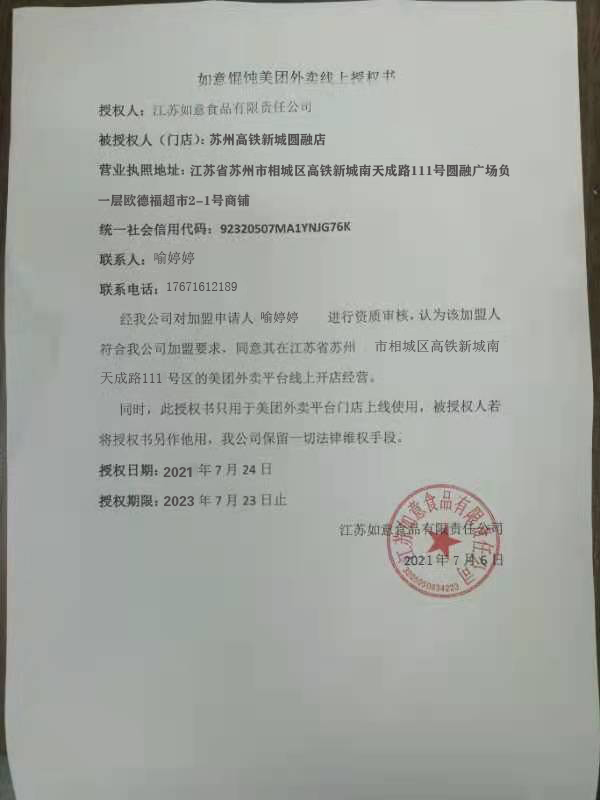 如意馄饨美团外卖线上授权书
授权人：江苏如意食品有限责任公司
被授权人（门店）：苏州高铁新城圆融店
营业执照地址：江苏省苏州市相城区高铁新城南天成路111号圆融广场负
一层欧德福超市2-1号商铺
统一社会信用代码：92320507MA1YNJG76K
联系人：喻婷婷
联系电话：17671612189
经我公司对加盟申请人 喻婷婷 进行资质审核，认为该加盟人
符合我公司加盟要求，同意其在江苏省苏州 市相城区高铁新城南
天成路111 号区的美团外卖平台线上开店经营。
同时，此授权书只用于美团外卖平台门店上线使用，被授权人若
将授权书另作他用，我公司保留一切法律维权手段。
授权日期：2021 年 7 月 24 日
授权期限：2023 年 7 月 23 日止
江苏如意食品有限责任公司
2021 年 7 月 6 日
江苏如意食品有限责任公司
3205050834223